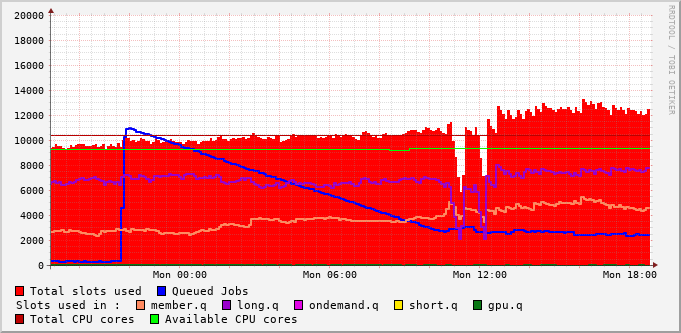 RRDTOOL / TOBI OETIKER
20000
18000
16000
14000
12000
10000
8000
6000
4000
2000
0
Mon 00:00 Mon 06:00 Mon 12:00 Mon 18:00
Total slots used Queued Jobs
Slots used in : member.q long.q ondemand.q short.q gpu.q
Total CPU cores Available CPU cores